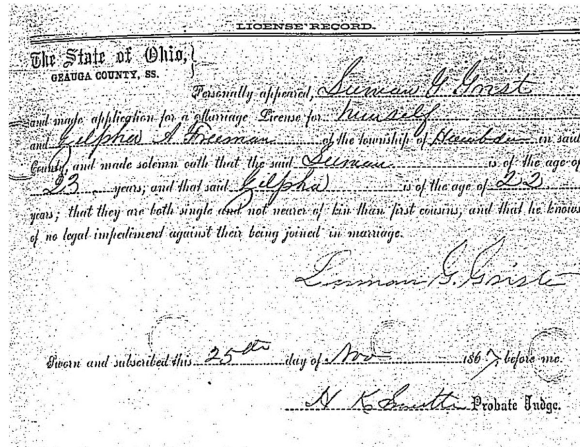 LICENSE RECORD.
The State of Ohio,
GEAUGA COUNTY, SS.
Personally appeared, Luman G. Grist
and made application for a Marriage License for himself
and Zilpha A Freeman of the township of Hambden in said
County, and made solemn oath that the said Luman is of the age of
23 years; and that said Zilpha is of the age of 22
years; that they are both single and not nearer of kin than first cousins, and that he knows
of no legal impediment against their being joined in marriage.
Luman G. Grist
Sworn and subscribed this 25th day of Nov 1867 before me.
H K Smith Probate Judge.